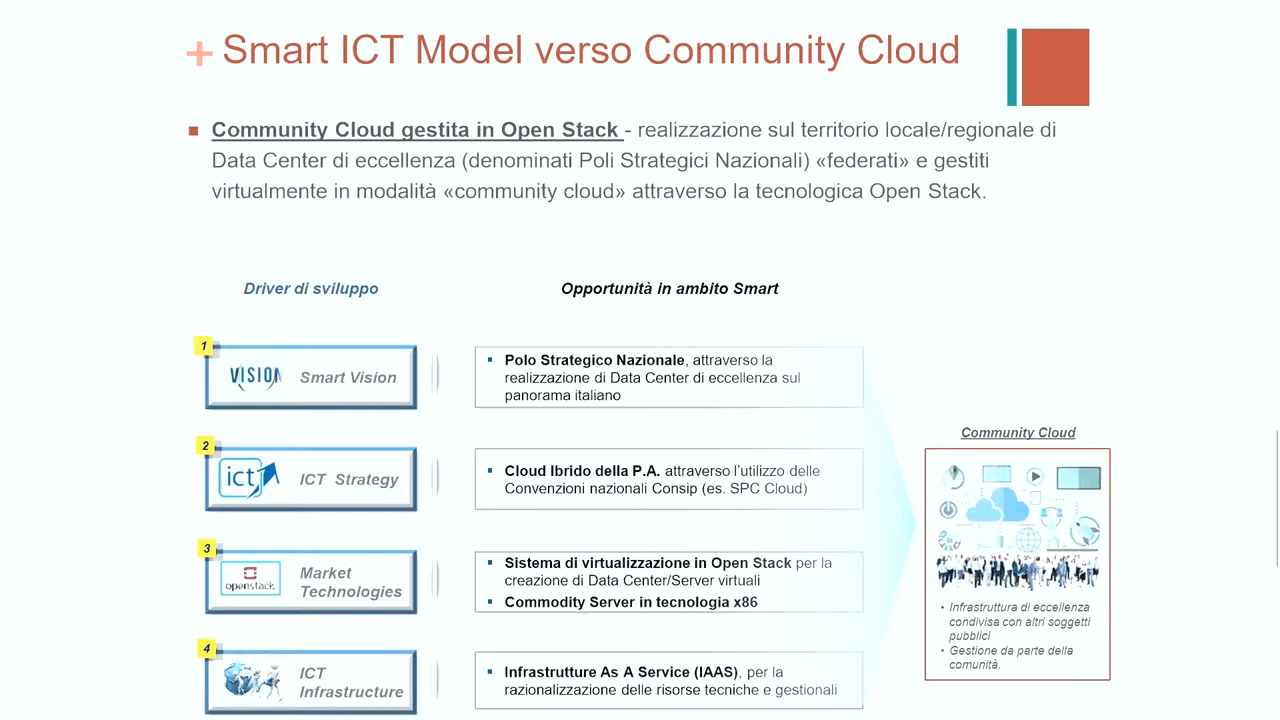 + Smart ICT Model verso Community Cloud
Community Cloud gestita in Open Stack - realizzazione sul territorio locale/regionale di
Data Center di eccellenza (denominati Poli Strategici Nazionali) «federati» e gestiti
virtualmente in modalità «community cloud» attraverso la tecnologica Open Stack.
Driver di sviluppo
Opportunità in ambito Smart
1
VISION
Smart Vision
Polo Strategico Nazionale, attraverso la
realizzazione di Data Center di eccellenza sul
panorama italiano
2
ict
ICT Strategy
Cloud Ibrido della P.A. attraverso l'utilizzo delle
Convenzioni nazionali Consip (es. SPC Cloud)
3
openstack
Market
Technologies
Sistema di virtualizzazione in Open Stack per la
creazione di Data Center/Server virtuali
Commodity Server in tecnologia x86
4
ICT
Infrastructure
Infrastrutture As A Service (IAAS), per la
razionalizzazione delle risorse tecniche e gestionali
Community Cloud
• Infrastruttura di eccellenza
condivisa con altri soggetti
pubblici
• Gestione da parte della
comunità.